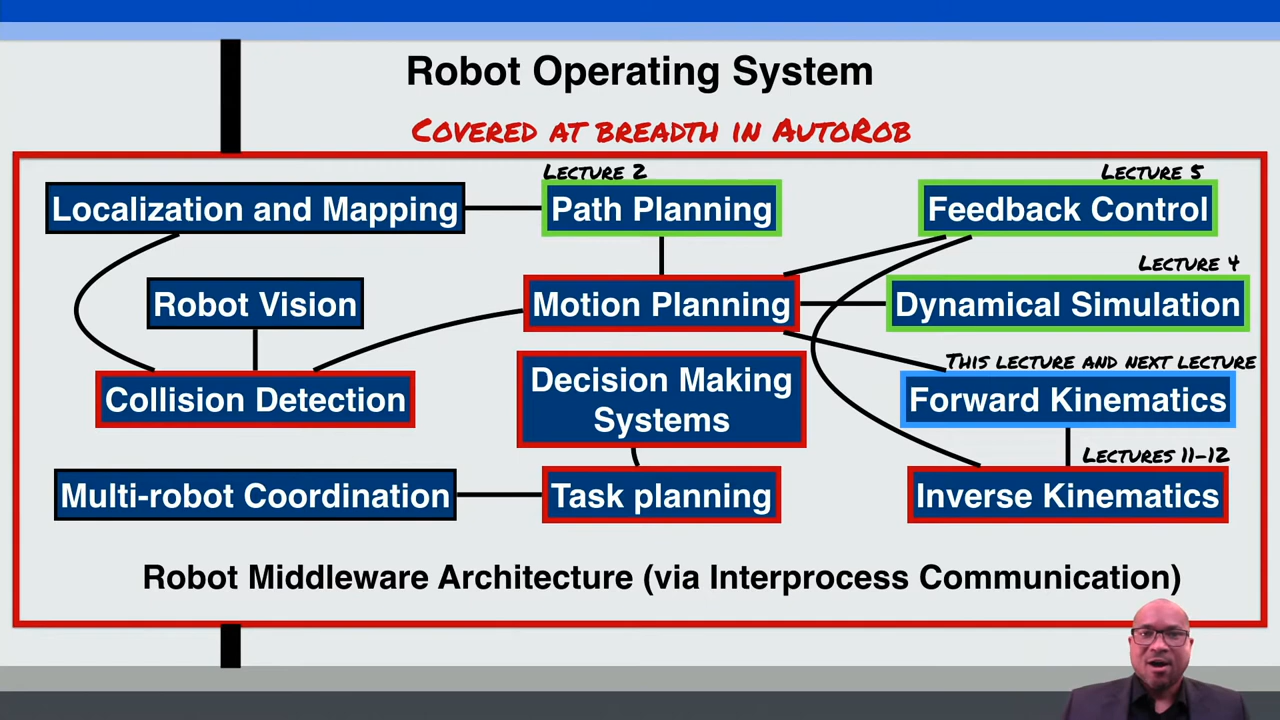 Robot Operating System
Covered at breadth in AutoRob
Lecture 2
Lecture 5
Localization and Mapping
Path Planning
Feedback Control
Lecture 4
Robot Vision
Motion Planning
Dynamical Simulation
This lecture and next lecture
Collision Detection
Decision Making
Systems
Forward Kinematics
Lectures 11-12
Multi-robot Coordination
Task planning
Inverse Kinematics
Robot Middleware Architecture (via Interprocess Communication)